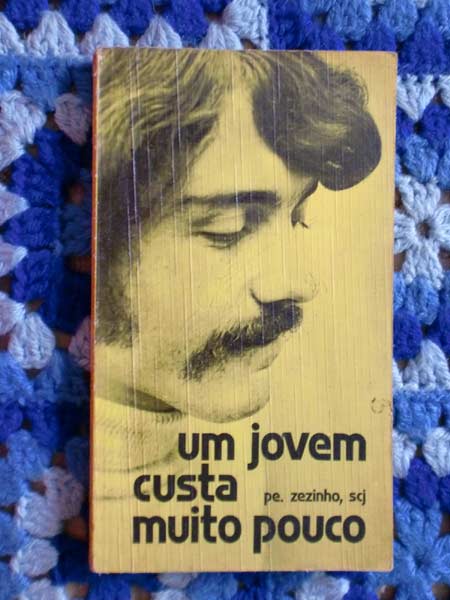 um jovem
custa
pe. zezinho, scj
muito pouco